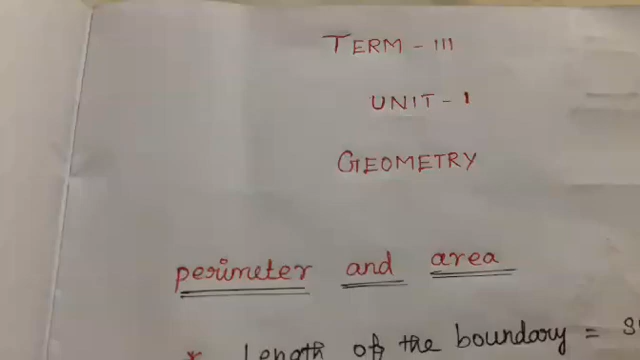 TERM - III
UNIT - 1
GEOMETRY
perimeter and area
* Length of the boundary =